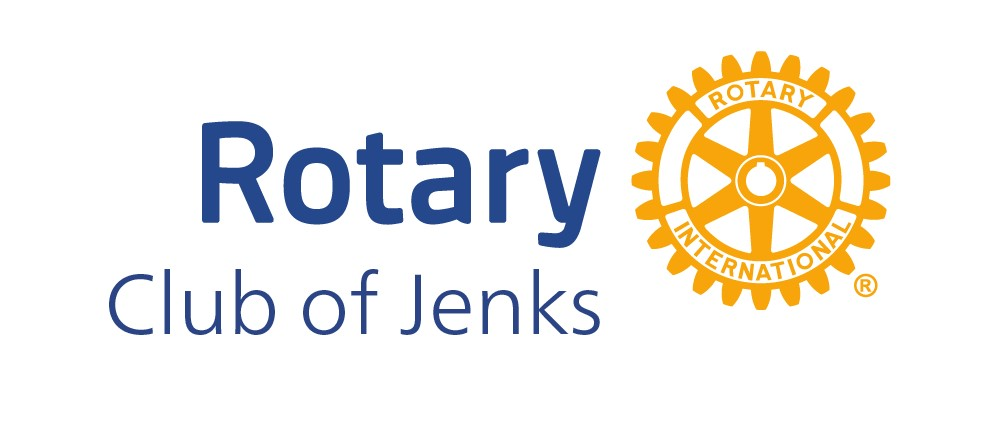 Rotary
Club of Jenks
ROTARY
INTERNATIONAL
®